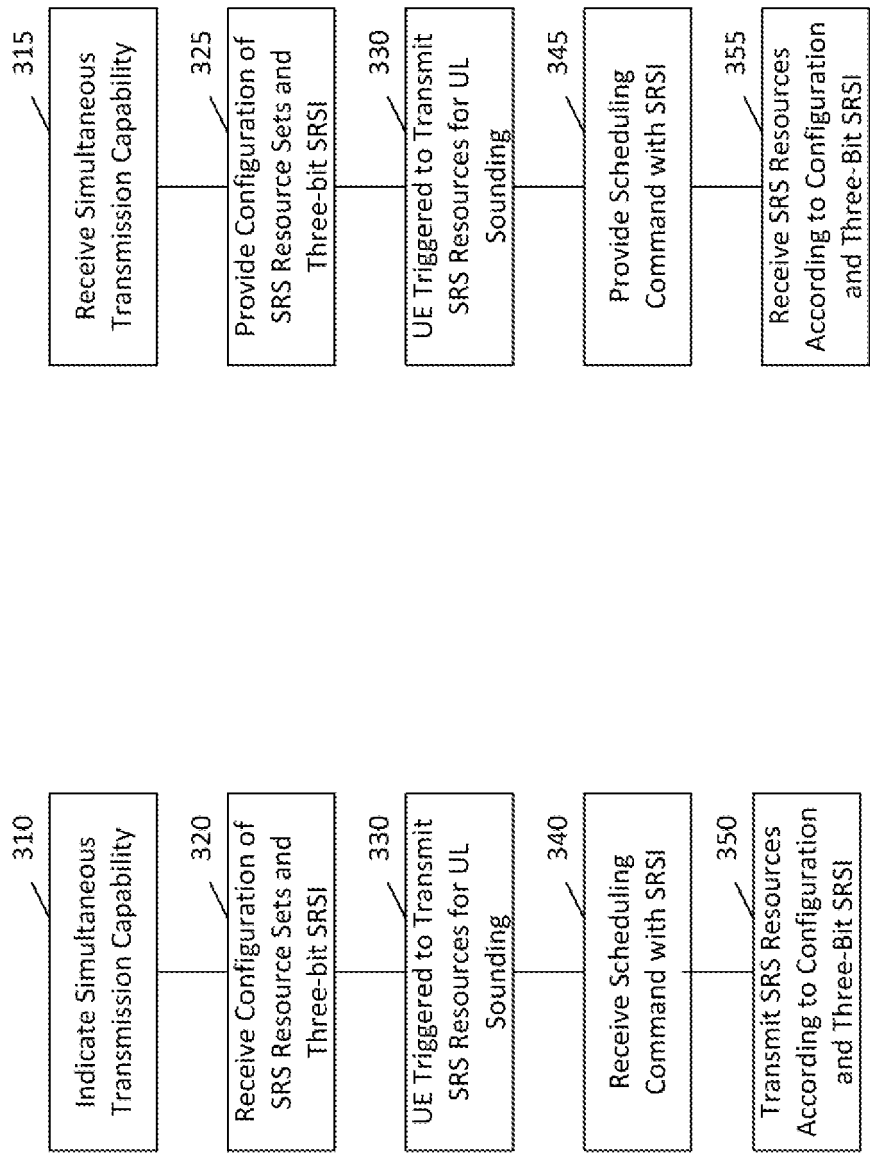 310
Indicate Simultaneous
Transmission Capability
320
Receive Configuration of
SRS Resource Sets and
Three-bit SRSI
330
UE Triggered to Transmit
SRS Resources for UL
Sounding
340
Receive Scheduling
Command with SRSI
350
Transmit SRS Resources
According to Configuration
and Three-Bit SRSI
315
Receive Simultaneous
Transmission Capability
325
Provide Configuration of
SRS Resource Sets and
Three-bit SRSI
330
UE Triggered to Transmit
SRS Resources for UL
Sounding
345
Provide Scheduling
Command with SRSI
355
Receive SRS Resources
According to Configuration
and Three-Bit SRSI